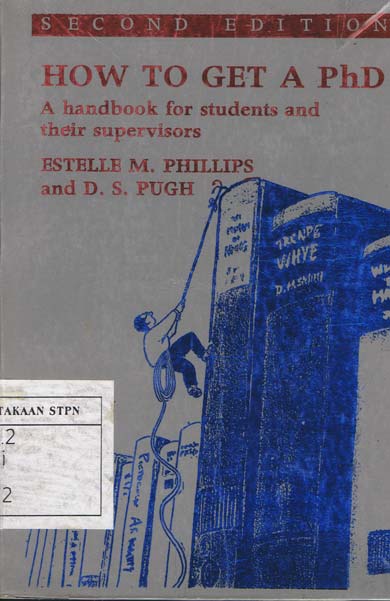 SECOND EDITION
HOW TO GET A PhD
A handbook for students and
their supervisors
ESTELLE M. PHILLIPS
and D. S. PUGH
TAKAAN STPN
.2
i
2